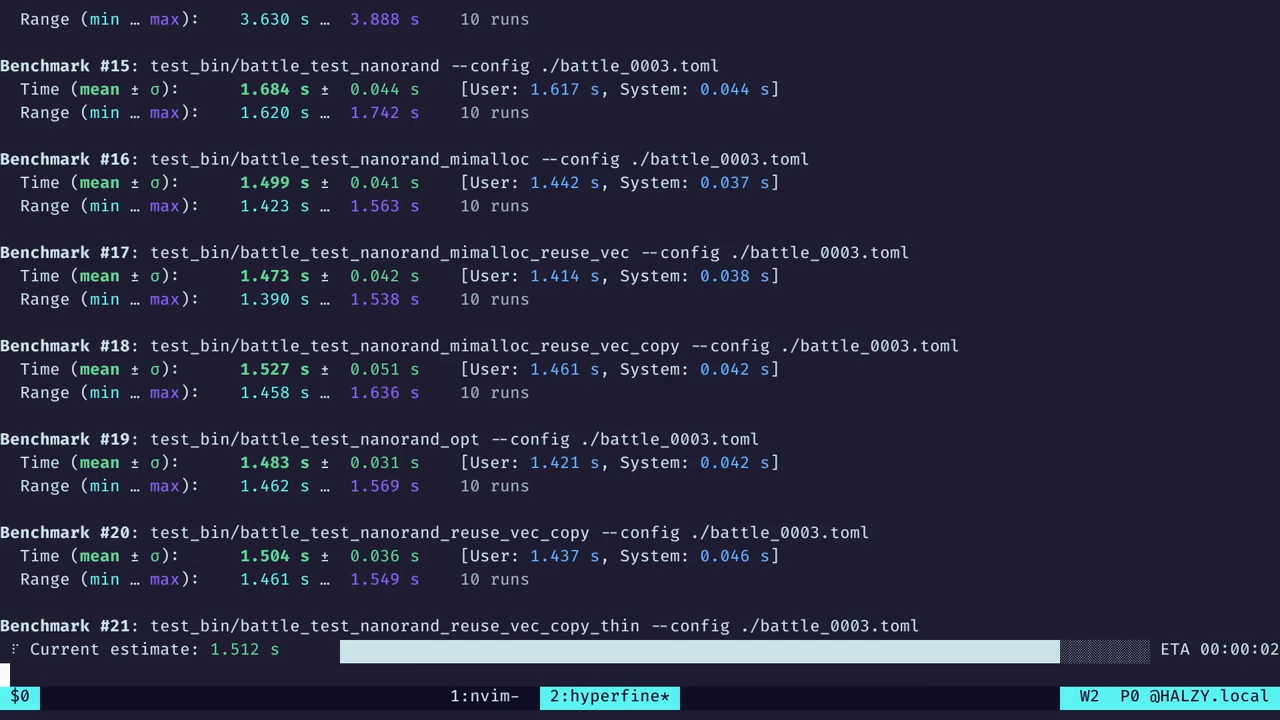 Range (min … max): 3.630 s … 3.888 s 10 runs
Benchmark #15: test_bin/battle_test_nanorand --config ./battle_0003.toml
Time (mean ± σ): 1.684 s ± 0.044 s [User: 1.617 s, System: 0.044 s]
Range (min … max): 1.620 s … 1.742 s 10 runs
Benchmark #16: test_bin/battle_test_nanorand_mimalloc --config ./battle_0003.toml
Time (mean ± σ): 1.499 s ± 0.041 s [User: 1.442 s, System: 0.037 s]
Range (min … max): 1.423 s … 1.563 s 10 runs
Benchmark #17: test_bin/battle_test_nanorand_mimalloc_reuse_vec --config ./battle_0003.toml
Time (mean ± σ): 1.473 s ± 0.042 s [User: 1.414 s, System: 0.038 s]
Range (min … max): 1.390 s … 1.538 s 10 runs
Benchmark #18: test_bin/battle_test_nanorand_mimalloc_reuse_vec_copy --config ./battle_0003.toml
Time (mean ± σ): 1.527 s ± 0.051 s [User: 1.461 s, System: 0.042 s]
Range (min … max): 1.458 s … 1.636 s 10 runs
Benchmark #19: test_bin/battle_test_nanorand_opt --config ./battle_0003.toml
Time (mean ± σ): 1.483 s ± 0.031 s [User: 1.421 s, System: 0.042 s]
Range (min … max): 1.462 s … 1.569 s 10 runs
Benchmark #20: test_bin/battle_test_nanorand_reuse_vec_copy --config ./battle_0003.toml
Time (mean ± σ): 1.504 s ± 0.036 s [User: 1.437 s, System: 0.046 s]
Range (min … max): 1.461 s … 1.549 s 10 runs
Benchmark #21: test_bin/battle_test_nanorand_reuse_vec_copy_thin --config ./battle_0003.toml
Current estimate: 1.512 s ETA 00:00:02
$0 1:nvim- 2:hyperfine* W2 P0 @HALZY.local